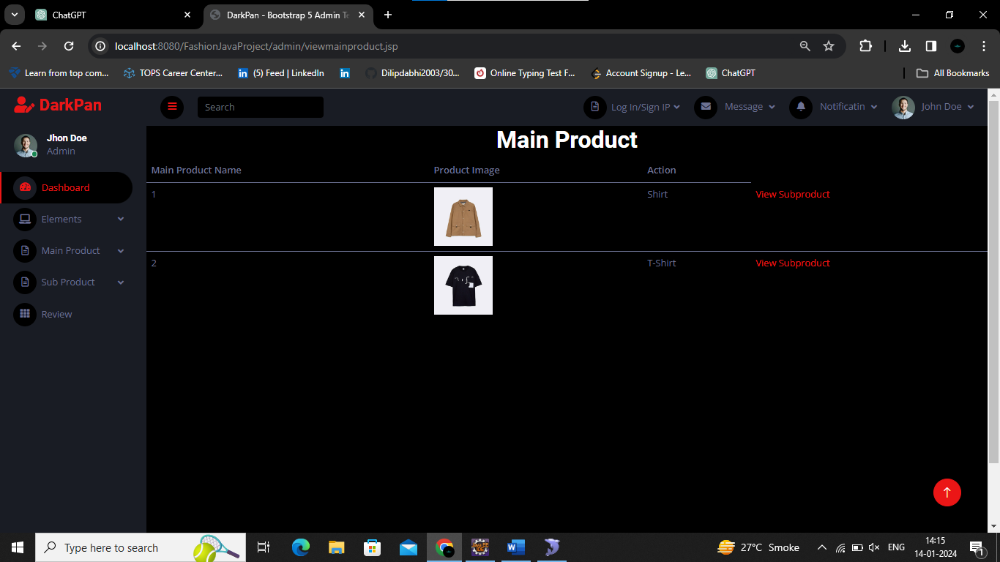 ChatGPT
DarkPan - Bootstrap 5 Admin Te
localhost:8080/FashionJavaProject/admin/viewmainproduct.jsp
Learn from top com...
TOPS Career Center...
(5) Feed | LinkedIn
Dilipdabhi2003/30...
Online Typing Test F...
Account Signup - Le...
ChatGPT
All Bookmarks
DarkPan
Search
Log In/Sign IP
Message
Notificatin
John Doe
Jhon Doe
Admin
Dashboard
Elements
Main Product
Sub Product
Review
Main Product
Main Product Name Product Image Action
1 Shirt View Subproduct
2 T-Shirt View Subproduct
Type here to search
27°C Smoke
ENG
14:15
14-01-2024
1